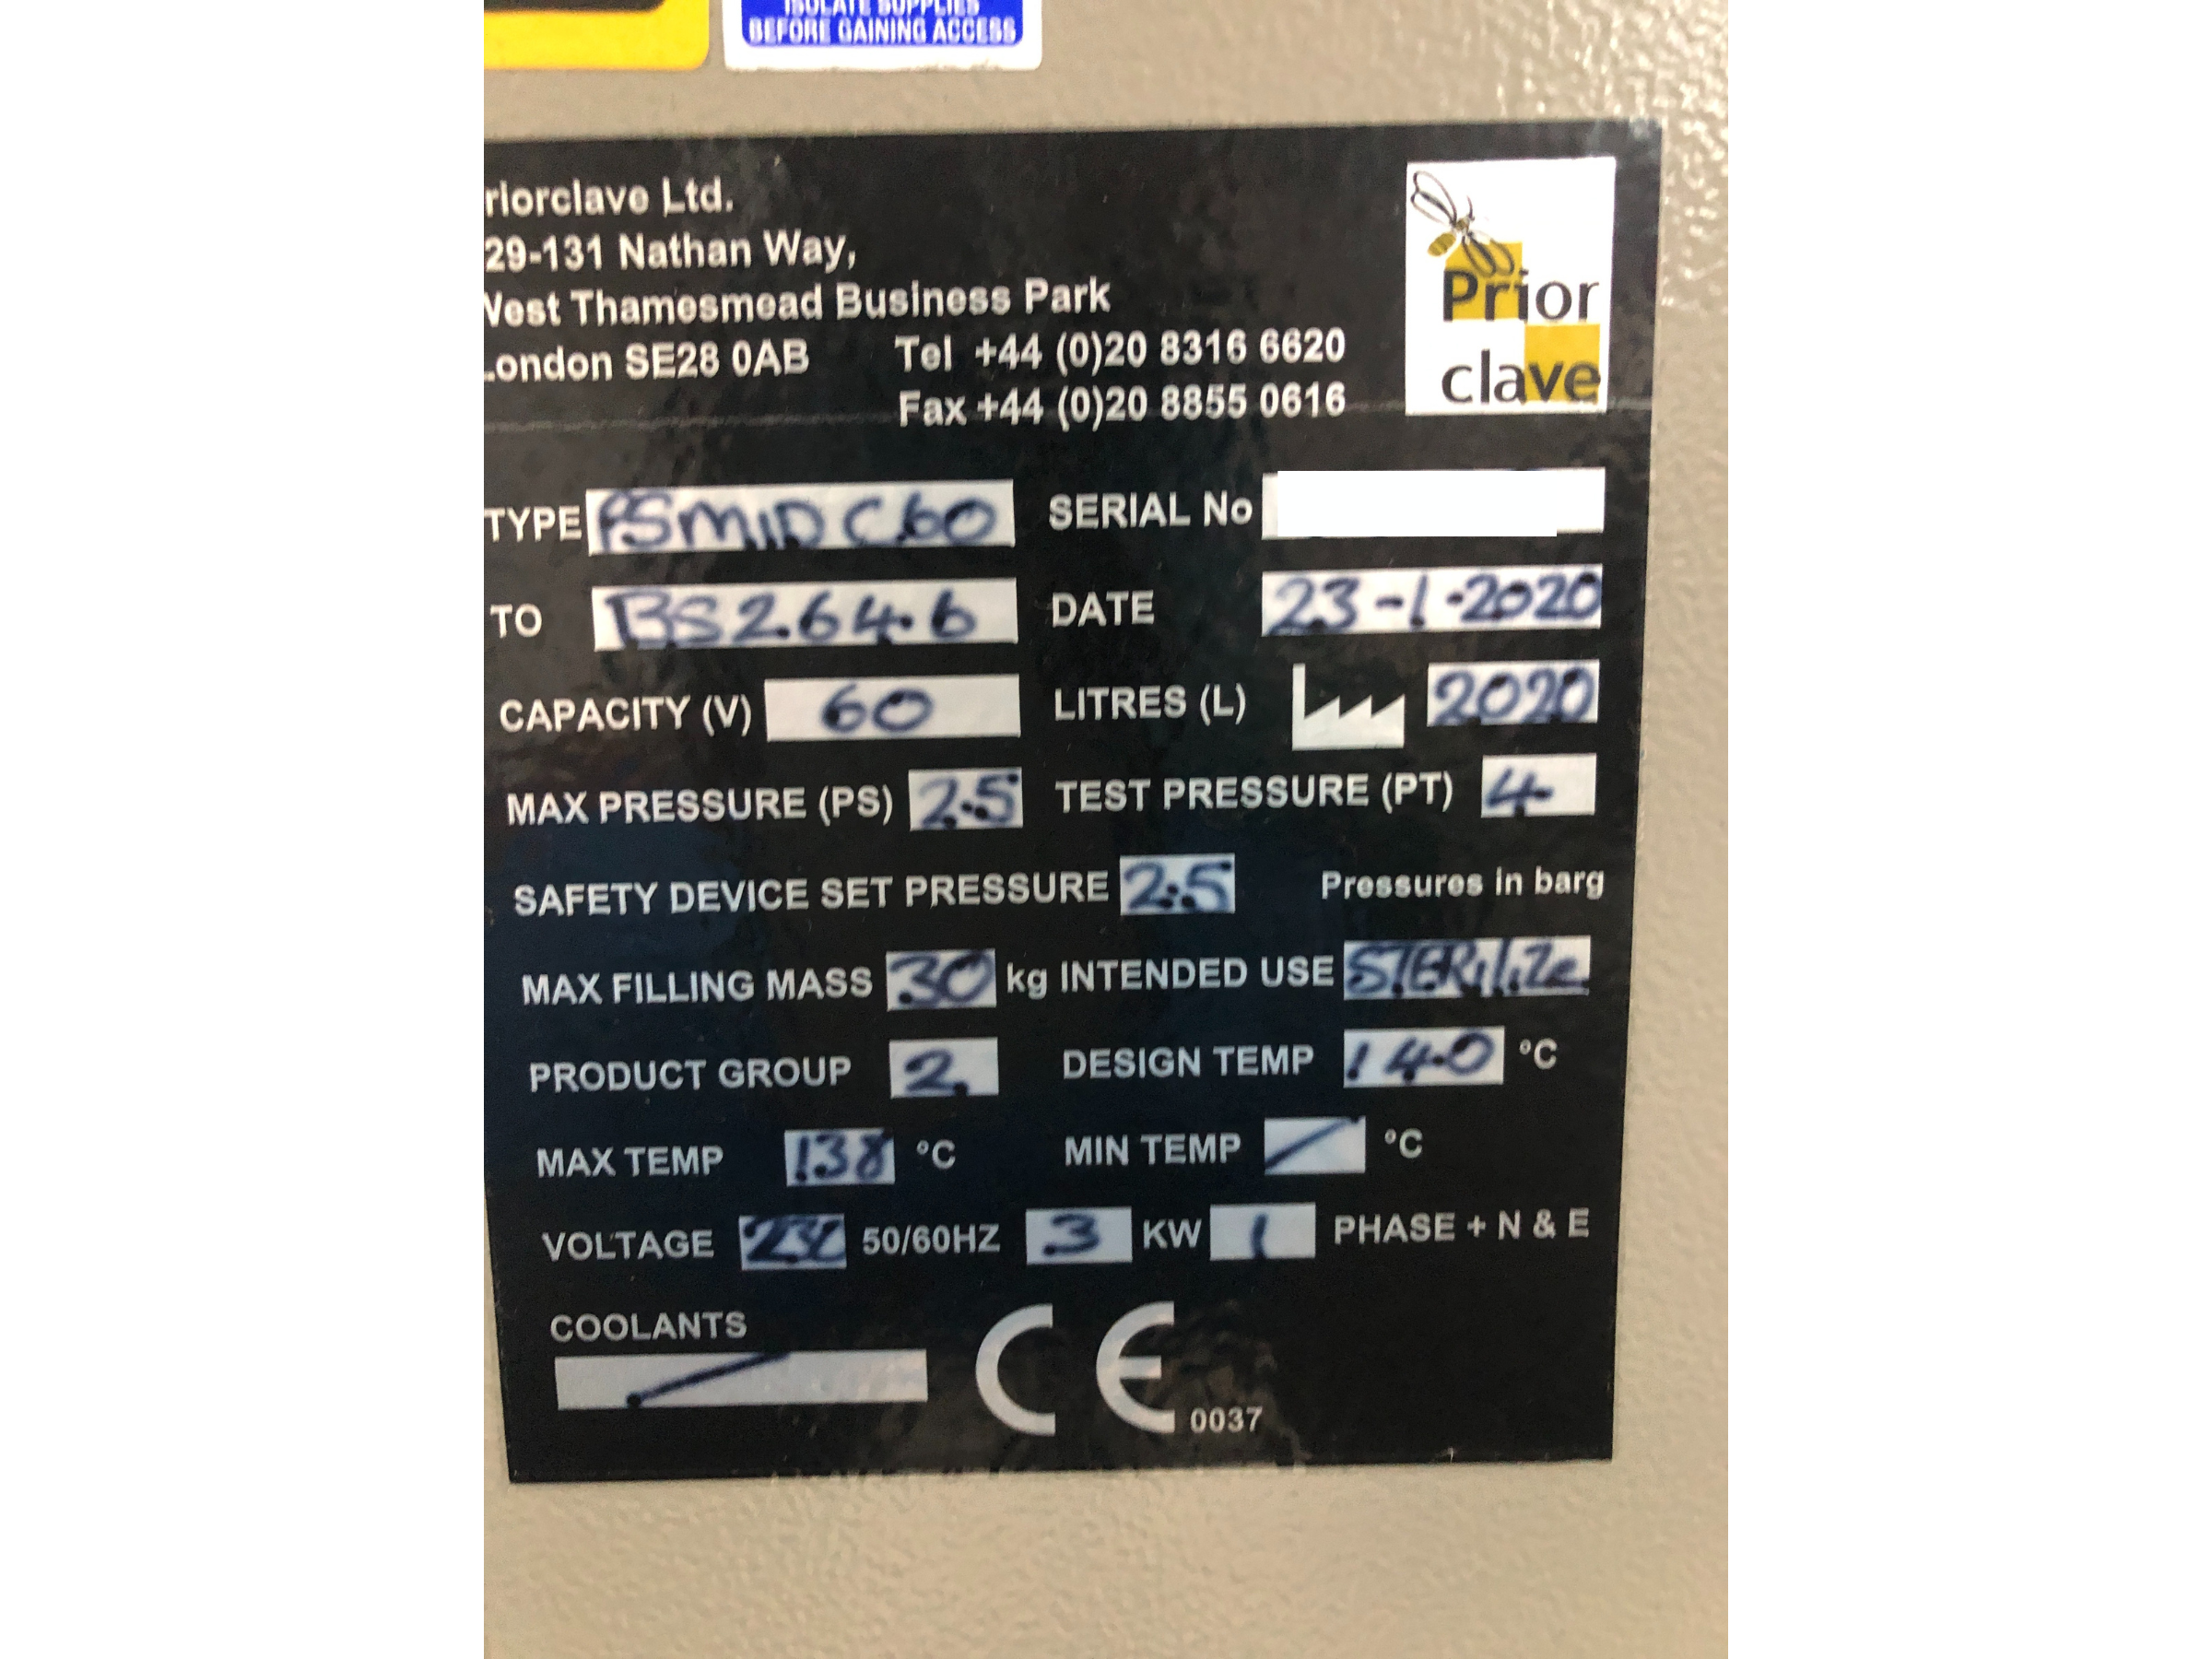 ISOLATE SUPPLIES
BEFORE GAINING ACCESS
riorclave Ltd.
29-131 Nathan Way,
West Thamesmead Business Park
London SE28 0AB Tel +44 (0)20 8316 6620
Fax +44 (0)20 8855 0616
Prior
clave
TYPE PSMID C60 SERIAL No
TO BS2646 DATE 23-1-2020
CAPACITY (V) 60 LITRES (L) 2020
MAX PRESSURE (PS) 2.5 TEST PRESSURE (PT) 4
SAFETY DEVICE SET PRESSURE 2.5 Pressures in barg
MAX FILLING MASS 30 kg INTENDED USE STERilize
PRODUCT GROUP 2 DESIGN TEMP 140 °C
MAX TEMP 138 °C MIN TEMP / °C
VOLTAGE 230 50/60HZ 3 KW 1 PHASE + N & E
COOLANTS
CE 0037